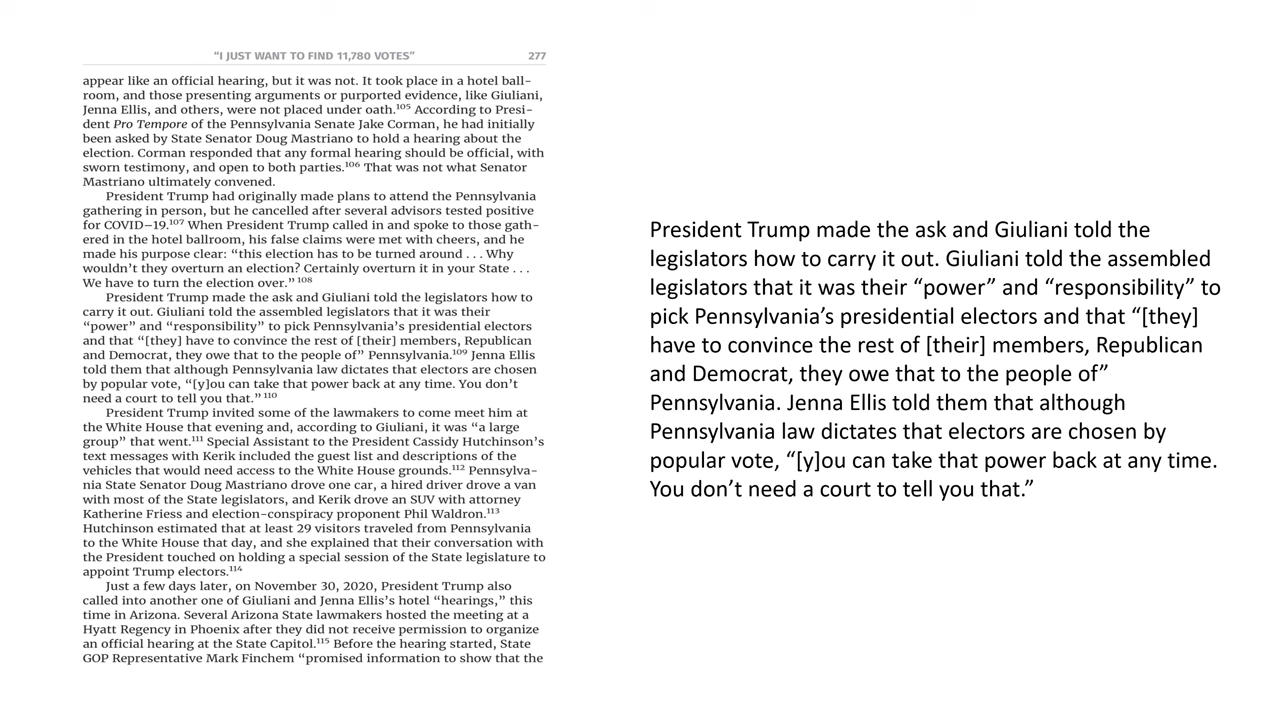 “I JUST WANT TO FIND 11,780 VOTES” 277
appear like an official hearing, but it was not. It took place in a hotel ball-
room, and those presenting arguments or purported evidence, like Giuliani,
Jenna Ellis, and others, were not placed under oath.105 According to Presi-
dent Pro Tempore of the Pennsylvania Senate Jake Corman, he had initially
been asked by State Senator Doug Mastriano to hold a hearing about the
election. Corman responded that any formal hearing should be official, with
sworn testimony, and open to both parties.106 That was not what Senator
Mastriano ultimately convened.
President Trump had originally made plans to attend the Pennsylvania
gathering in person, but he cancelled after several advisors tested positive
for COVID–19.107 When President Trump called in and spoke to those gath-
ered in the hotel ballroom, his false claims were met with cheers, and he
made his purpose clear: “this election has to be turned around . . . Why
wouldn’t they overturn an election? Certainly overturn it in your State . . .
We have to turn the election over.” 108
President Trump made the ask and Giuliani told the legislators how to
carry it out. Giuliani told the assembled legislators that it was their
“power” and “responsibility” to pick Pennsylvania’s presidential electors
and that “[they] have to convince the rest of [their] members, Republican
and Democrat, they owe that to the people of” Pennsylvania.109 Jenna Ellis
told them that although Pennsylvania law dictates that electors are chosen
by popular vote, “[y]ou can take that power back at any time. You don’t
need a court to tell you that.” 110
President Trump invited some of the lawmakers to come meet him at
the White House that evening and, according to Giuliani, it was “a large
group” that went.111 Special Assistant to the President Cassidy Hutchinson’s
text messages with Kerik included the guest list and descriptions of the
vehicles that would need access to the White House grounds.112 Pennsylva-
nia State Senator Doug Mastriano drove one car, a hired driver drove a van
with most of the State legislators, and Kerik drove an SUV with attorney
Katherine Friess and election-conspiracy proponent Phil Waldron.113
Hutchinson estimated that at least 29 visitors traveled from Pennsylvania
to the White House that day, and she explained that their conversation with
the President touched on holding a special session of the State legislature to
appoint Trump electors.114
Just a few days later, on November 30, 2020, President Trump also
called into another one of Giuliani and Jenna Ellis’s hotel “hearings,” this
time in Arizona. Several Arizona State lawmakers hosted the meeting at a
Hyatt Regency in Phoenix after they did not receive permission to organize
an official hearing at the State Capitol.115 Before the hearing started, State
GOP Representative Mark Finchem “promised information to show that the
President Trump made the ask and Giuliani told the
legislators how to carry it out. Giuliani told the assembled
legislators that it was their “power” and “responsibility” to
pick Pennsylvania’s presidential electors and that “[they]
have to convince the rest of [their] members, Republican
and Democrat, they owe that to the people of”
Pennsylvania. Jenna Ellis told them that although
Pennsylvania law dictates that electors are chosen by
popular vote, “[y]ou can take that power back at any time.
You don’t need a court to tell you that.”